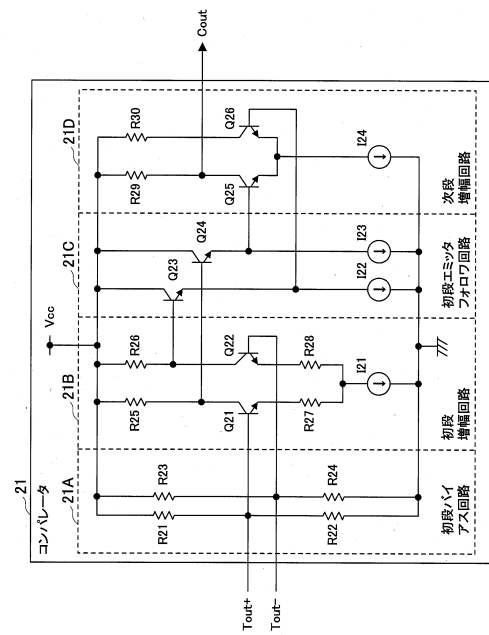 21
コンパレータ
Vcc
21A
21B
21C
21D
R21
R23
R22
R24
R25
R26
Q21
Q22
R27
R28
I21
Q23
Q24
I22
I23
R29
R30
Q25
Q26
I24
Cout
Tout+
Tout-
初段バイ
アス回路
初段
増幅回路
初段エミッタ
フォロワ回路
次段
増幅回路